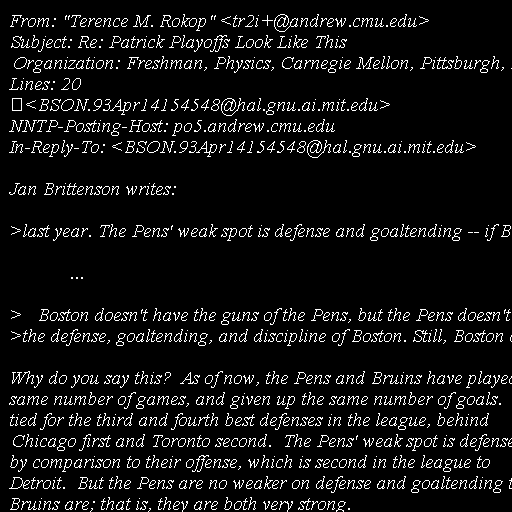 From: "Terence M. Rokop" <tr2i+@andrew.cmu.edu>
Subject: Re: Patrick Playoffs Look Like This
Organization: Freshman, Physics, Carnegie Mellon, Pittsburgh,
Lines: 20
<BSON.93Apr14154548@hal.gnu.ai.mit.edu>
NNTP-Posting-Host: po5.andrew.cmu.edu
In-Reply-To: <BSON.93Apr14154548@hal.gnu.ai.mit.edu>
Jan Brittenson writes:
>last year. The Pens' weak spot is defense and goaltending -- if B
...
> Boston doesn't have the guns of the Pens, but the Pens doesn't
>the defense, goaltending, and discipline of Boston. Still, Boston
Why do you say this? As of now, the Pens and Bruins have playe
same number of games, and given up the same number of goals.
tied for the third and fourth best defenses in the league, behind
Chicago first and Toronto second. The Pens' weak spot is defense
by comparison to their offense, which is second in the league to
Detroit. But the Pens are no weaker on defense and goaltending t
Bruins are; that is, they are both very strong.